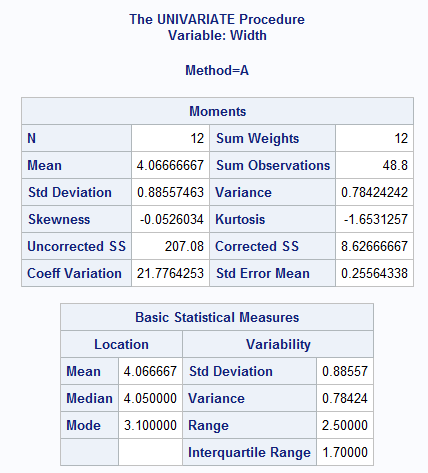 The UNIVARIATE Procedure
Variable: Width
Method=A
Moments
N 12 Sum Weights 12
Mean 4.06666667 Sum Observations 48.8
Std Deviation 0.88557463 Variance 0.78424242
Skewness -0.0526034 Kurtosis -1.6531257
Uncorrected SS 207.08 Corrected SS 8.62666667
Coeff Variation 21.7764253 Std Error Mean 0.25564338
Basic Statistical Measures
Location Variability
Mean 4.066667 Std Deviation 0.88557
Median 4.050000 Variance 0.78424
Mode 3.100000 Range 2.50000
Interquartile Range 1.70000